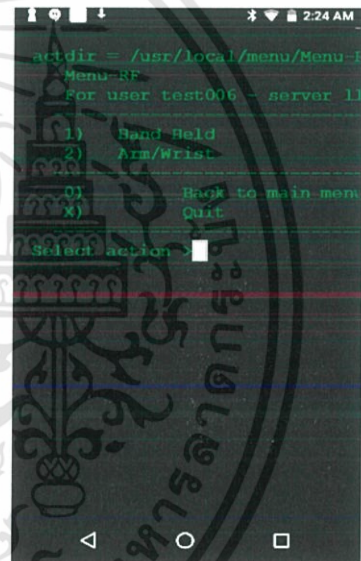 2:24 AM
actdir = /usr/local/menu/Menu-
Menu-RF
For user test006 - server
1) Hand Held
2) Arm/Wrist
0) Back to main menu
X) Quit
Select action >